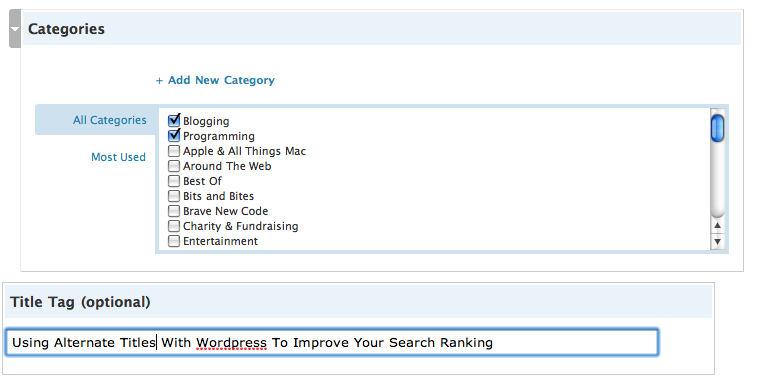 Categories
+ Add New Category
All Categories
Most Used
Blogging
Programming
Apple & All Things Mac
Around The Web
Best Of
Bits and Bites
Brave New Code
Charity & Fundraising
Entertainment
Title Tag (optional)
Using Alternate Titles With Wordpress To Improve Your Search Ranking